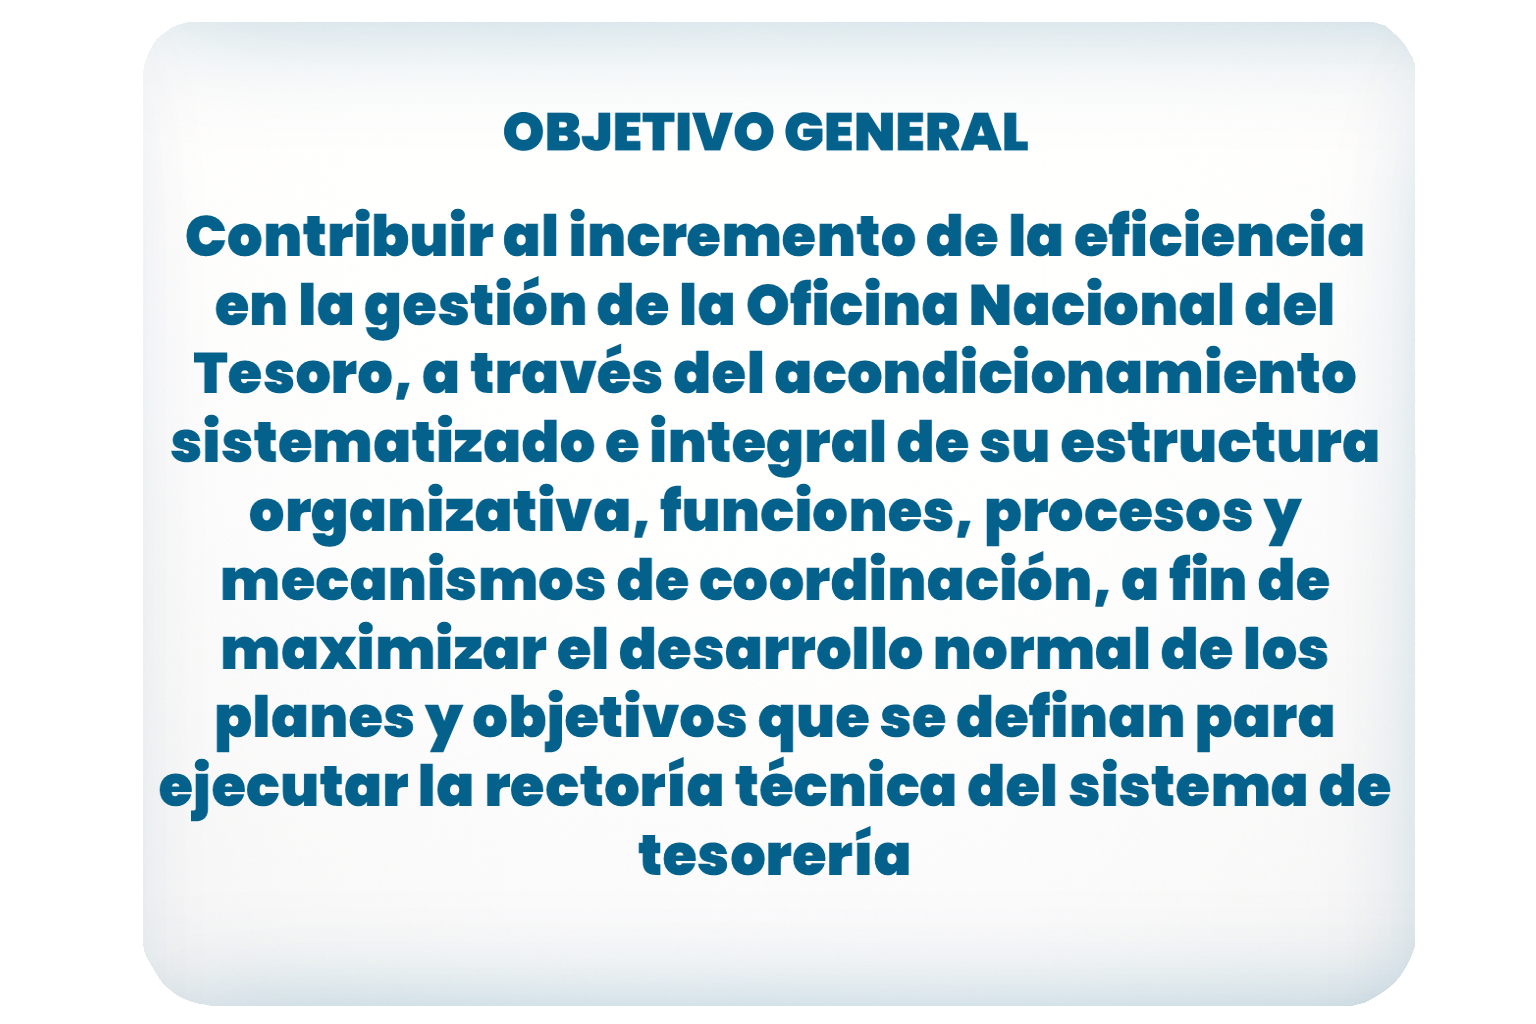 OBJETIVO GENERAL
Contribuir al incremento de la eficiencia
en la gestión de la Oficina Nacional del
Tesoro, a través del acondicionamiento
sistematizado e integral de su estructura
organizativa, funciones, procesos y
mecanismos de coordinación, a fin de
maximizar el desarrollo normal de los
planes y objetivos que se definan para
ejecutar la rectoría técnica del sistema de
tesorería